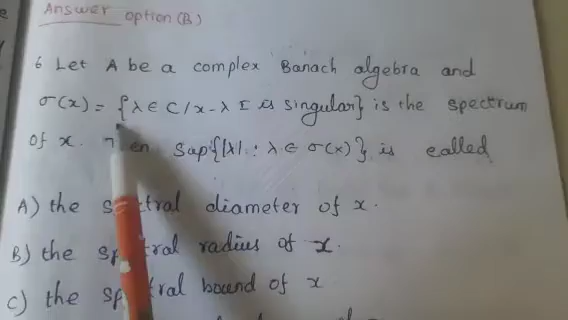 Answer option (B)
6 Let A be a complex Banach algebra and
σ(x) = {λ ∈ C / x - λ I is singular} is the spectrum
of x. Sup{|λ| : λ ∈ σ(x)} is called
A) the diameter of x.
B) the radius of x.
C) the bound of x